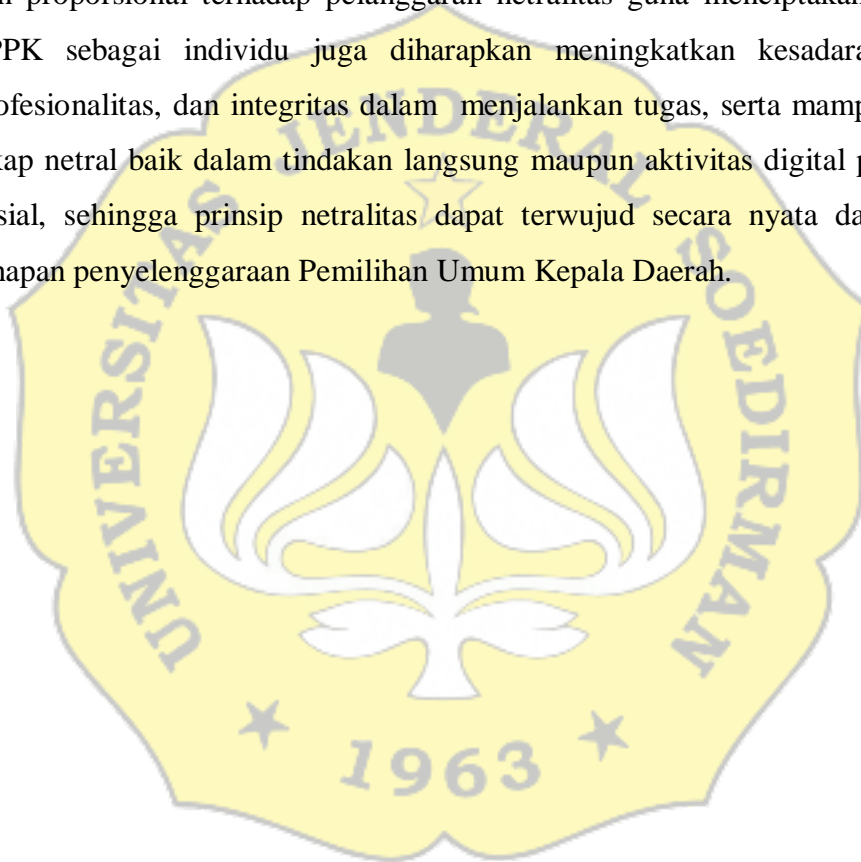 n proporsional terhadap pelanggaran netralitas guna menciptakan
PPK sebagai individu juga diharapkan meningkatkan kesadara
ofesionalitas, dan integritas dalam menjalankan tugas, serta mamp
kap netral baik dalam tindakan langsung maupun aktivitas digital p
sial, sehingga prinsip netralitas dapat terwujud secara nyata da
hapan penyelenggaraan Pemilihan Umum Kepala Daerah.
UNIVERSITAS JENDERAL SOEDIRMAN
1963